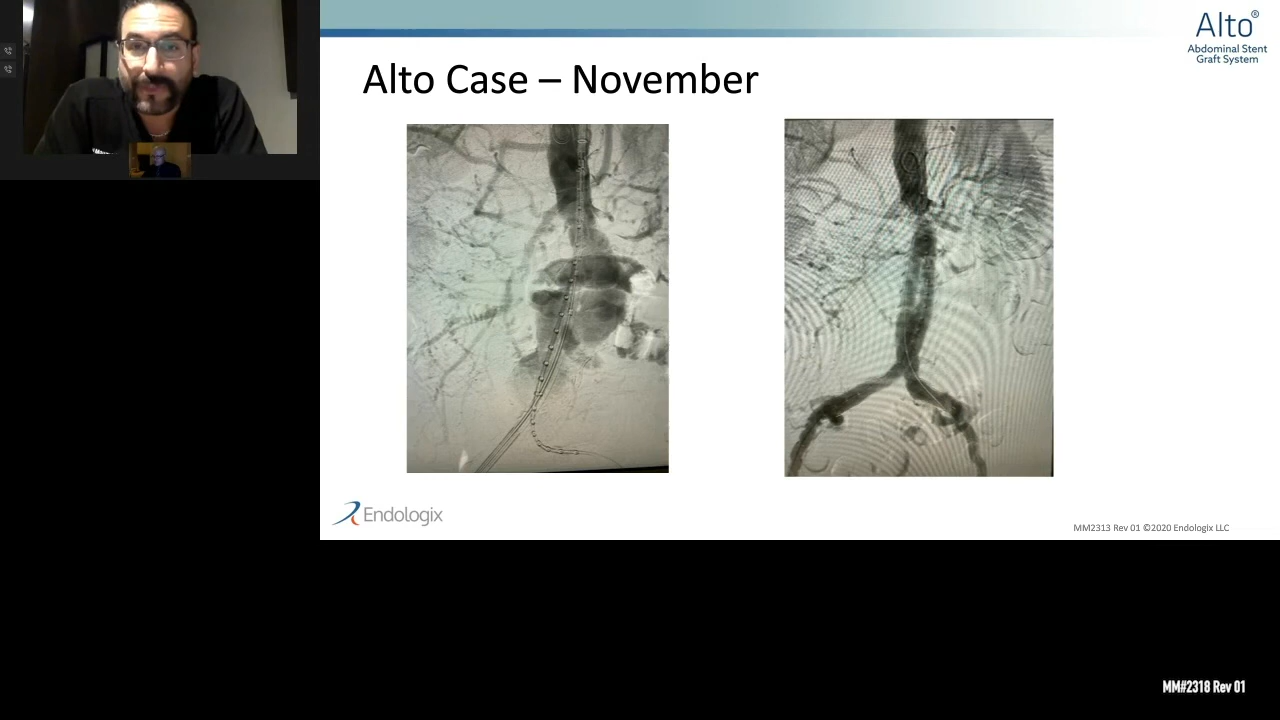 Alto®
Abdominal Stent
Graft System
Alto Case – November
Endologix
MM2313 Rev 01 ©2020 Endologix LLC
MM#2318 Rev 01